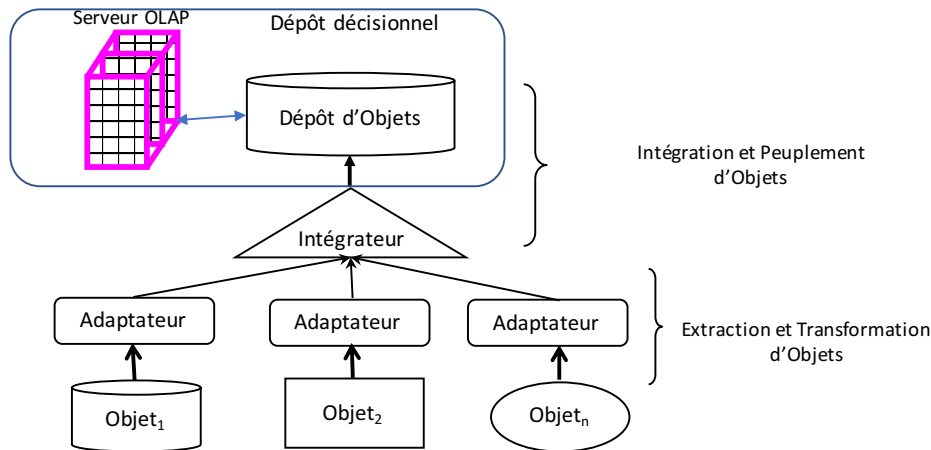 Serveur OLAP
Dépôt décisionnel
Dépôt d’Objets
Intégration et Peuplement
d’Objets
Intégrateur
Adaptateur
Adaptateur
Adaptateur
Extraction et Transformation
d’Objets
Objet1
Objet2
Objetn